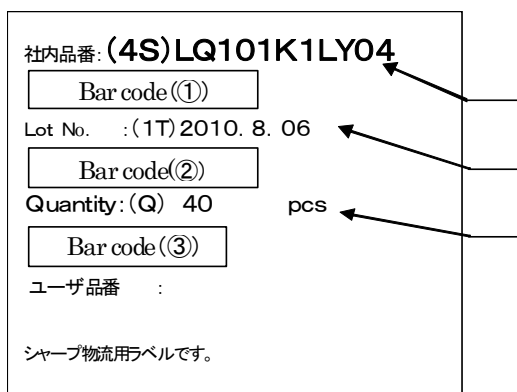 社内品番:(4S)LQ101K1LY04
Bar code(①)
Lot No. :(1T)2010. 8. 06
Bar code(②)
Quantity:(Q) 40 pcs
Bar code(③)
ユーザ品番 :
シャープ物流用ラベルです。